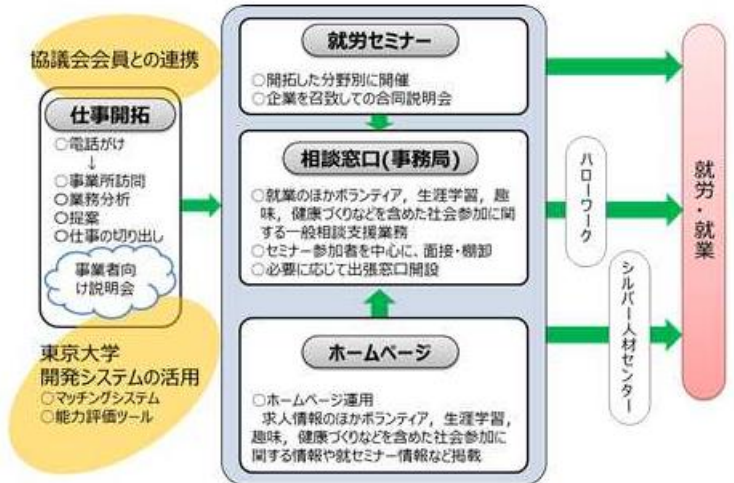 協議会会員との連携
仕事開拓
○電話がけ
↓
○事業所訪問
○業務分析
○提案
○仕事の切り出し
事業者向
け説明会
東京大学
開発システムの活用
○マッチングシステム
○能力評価ツール
就労セミナー
○開拓した分野別に開催
○企業を召致しての合同説明会
相談窓口(事務局)
○就業のほかボランティア，生涯学習，趣
味，健康づくりなどを含めた社会参加に関
する一般相談支援業務
○セミナー参加者を中心に、面接・棚卸
○必要に応じて出張窓口開設
ホームページ
○ホームページ運用
求人情報のほかボランティア，生涯学習，
趣味，健康づくりなどを含めた社会参加に
関する情報や就セミナー情報など掲載
ハローワーク
シルバー人材センター
就労・就業